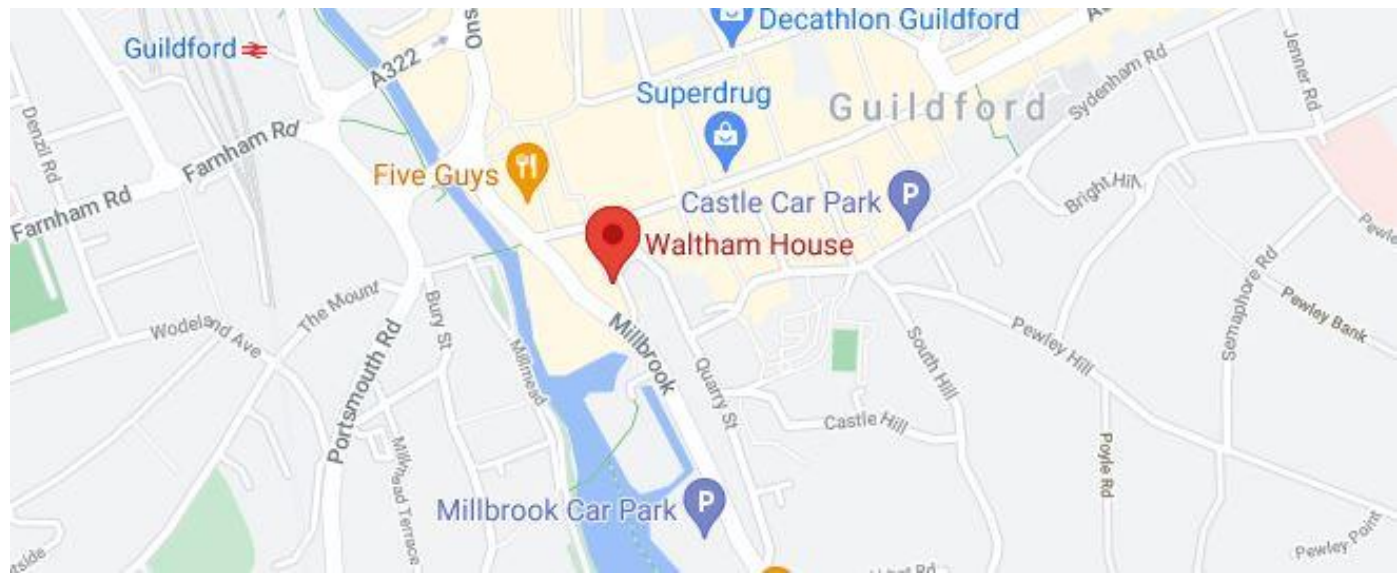 Decathlon Guildford
Guildford
A322
Superdrug
Guildford
Sydenham Rd
Jenner Rd
Denzil Rd
Farnham Rd
Farnham Rd
Five Guys
Castle Car Park
P
Bright Hill
Waltham House
The Mount
Wodeland Ave
Bury St
Portsmouth Rd
Millmead
Millbrook
Quarry St
South Hill
Pewley Hill
Semaphore Rd
Pewley Bank
Castle Hill
Poyle Rd
Millmead Terrace
Millbrook Car Park
P
Pewley Point